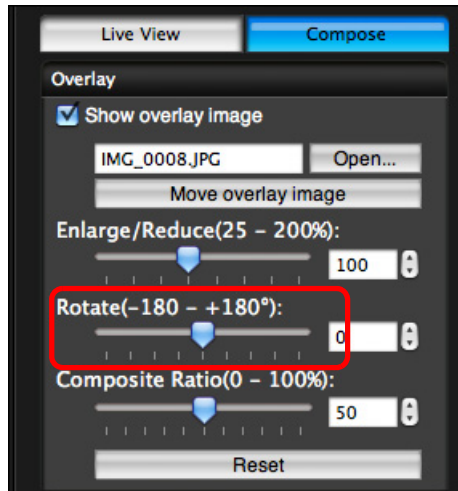 Live View Compose
Overlay
Show overlay image
IMG_0008.JPG Open...
Move overlay image
Enlarge/Reduce(25 – 200%):
100
Rotate(–180 – +180°):
0
Composite Ratio(0 – 100%):
50
Reset